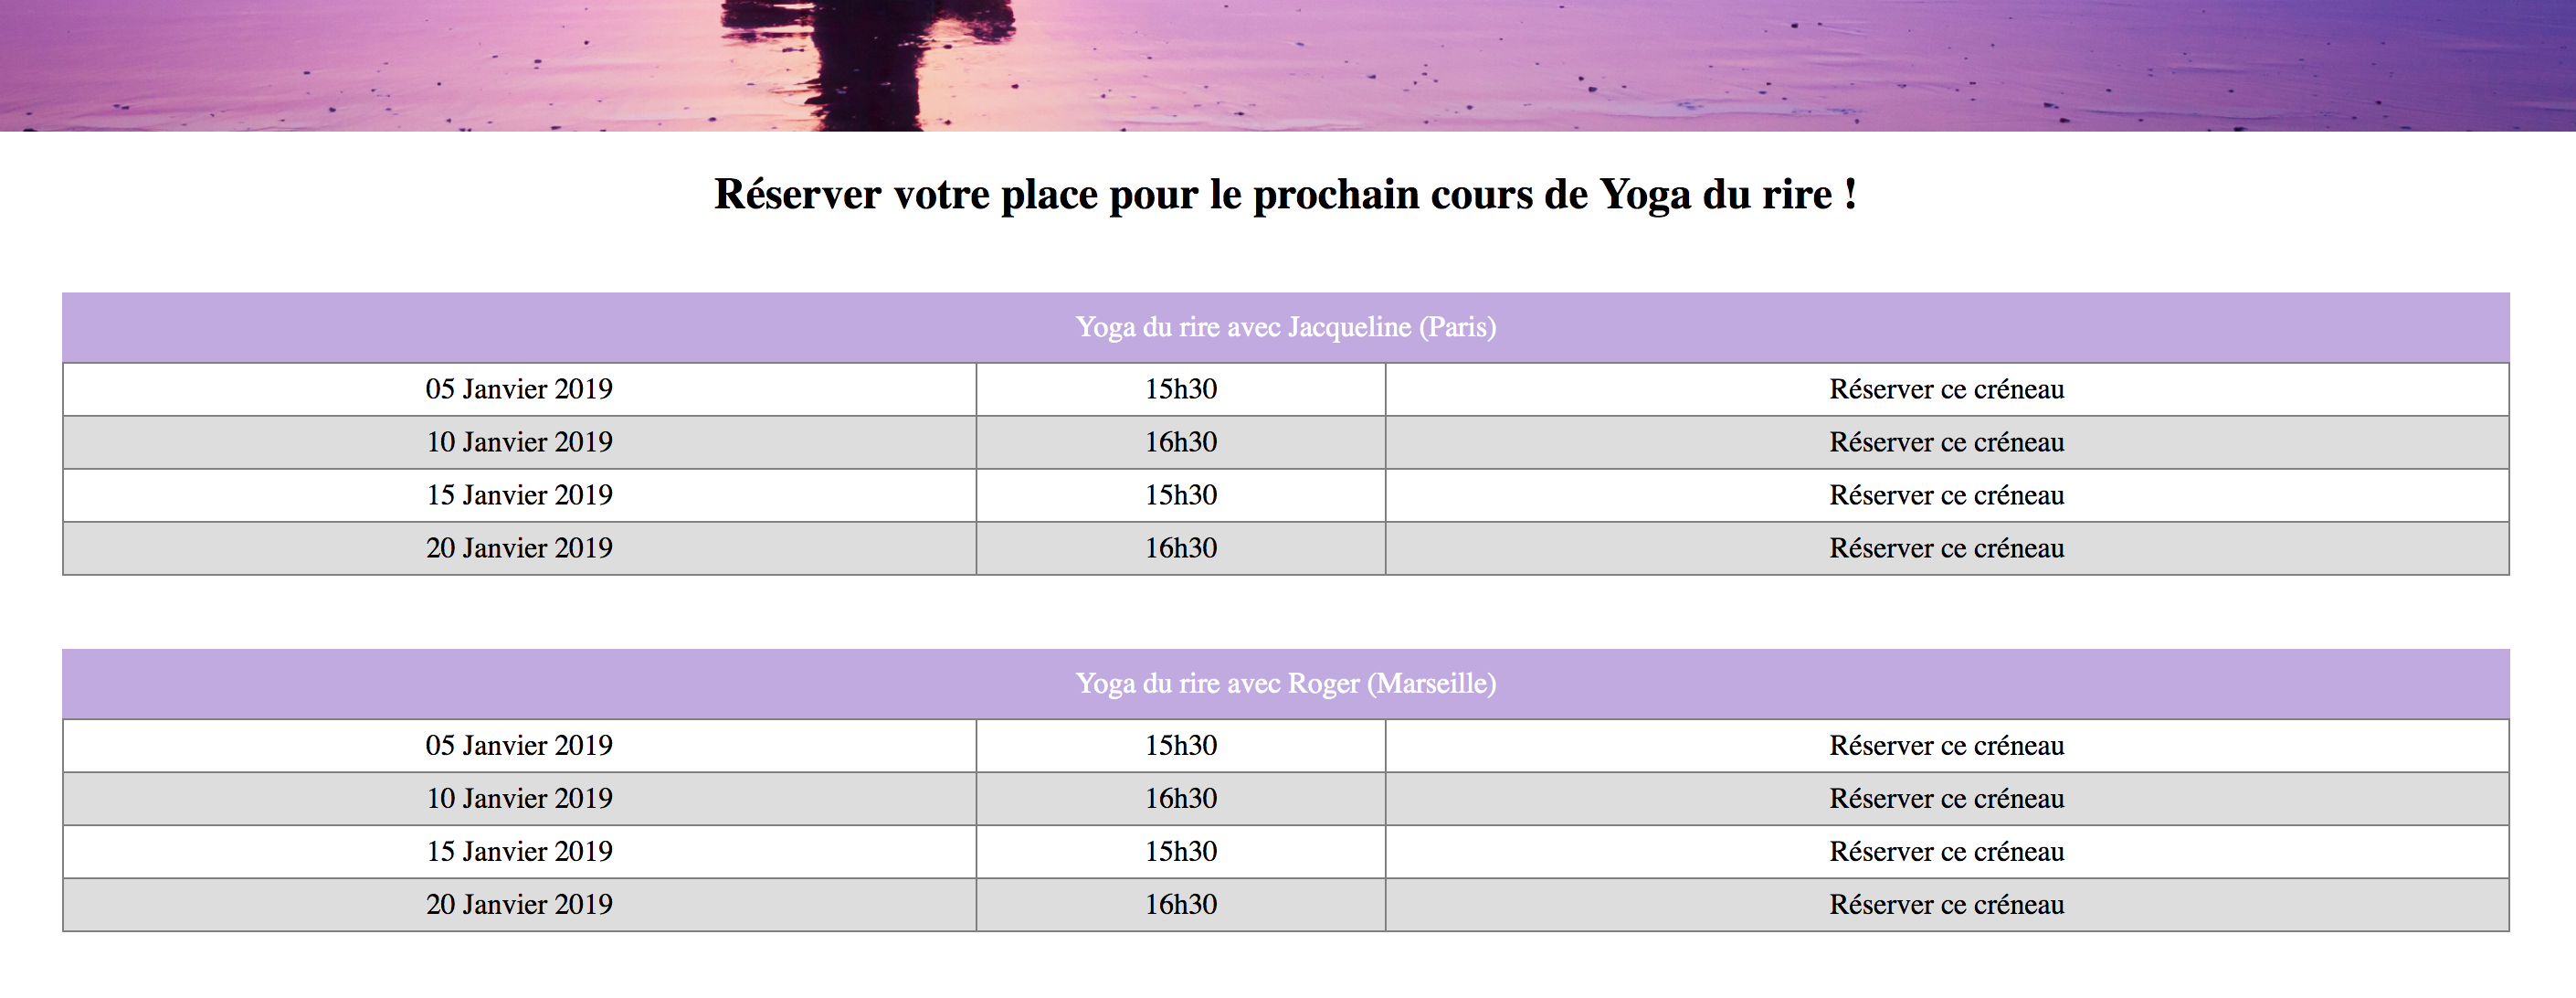 Réserver votre place pour le prochain cours de Yoga du rire !
Yoga du rire avec Jacqueline (Paris)
05 Janvier 2019 15h30 Réserver ce créneau
10 Janvier 2019 16h30 Réserver ce créneau
15 Janvier 2019 15h30 Réserver ce créneau
20 Janvier 2019 16h30 Réserver ce créneau
Yoga du rire avec Roger (Marseille)
05 Janvier 2019 15h30 Réserver ce créneau
10 Janvier 2019 16h30 Réserver ce créneau
15 Janvier 2019 15h30 Réserver ce créneau
20 Janvier 2019 16h30 Réserver ce créneau